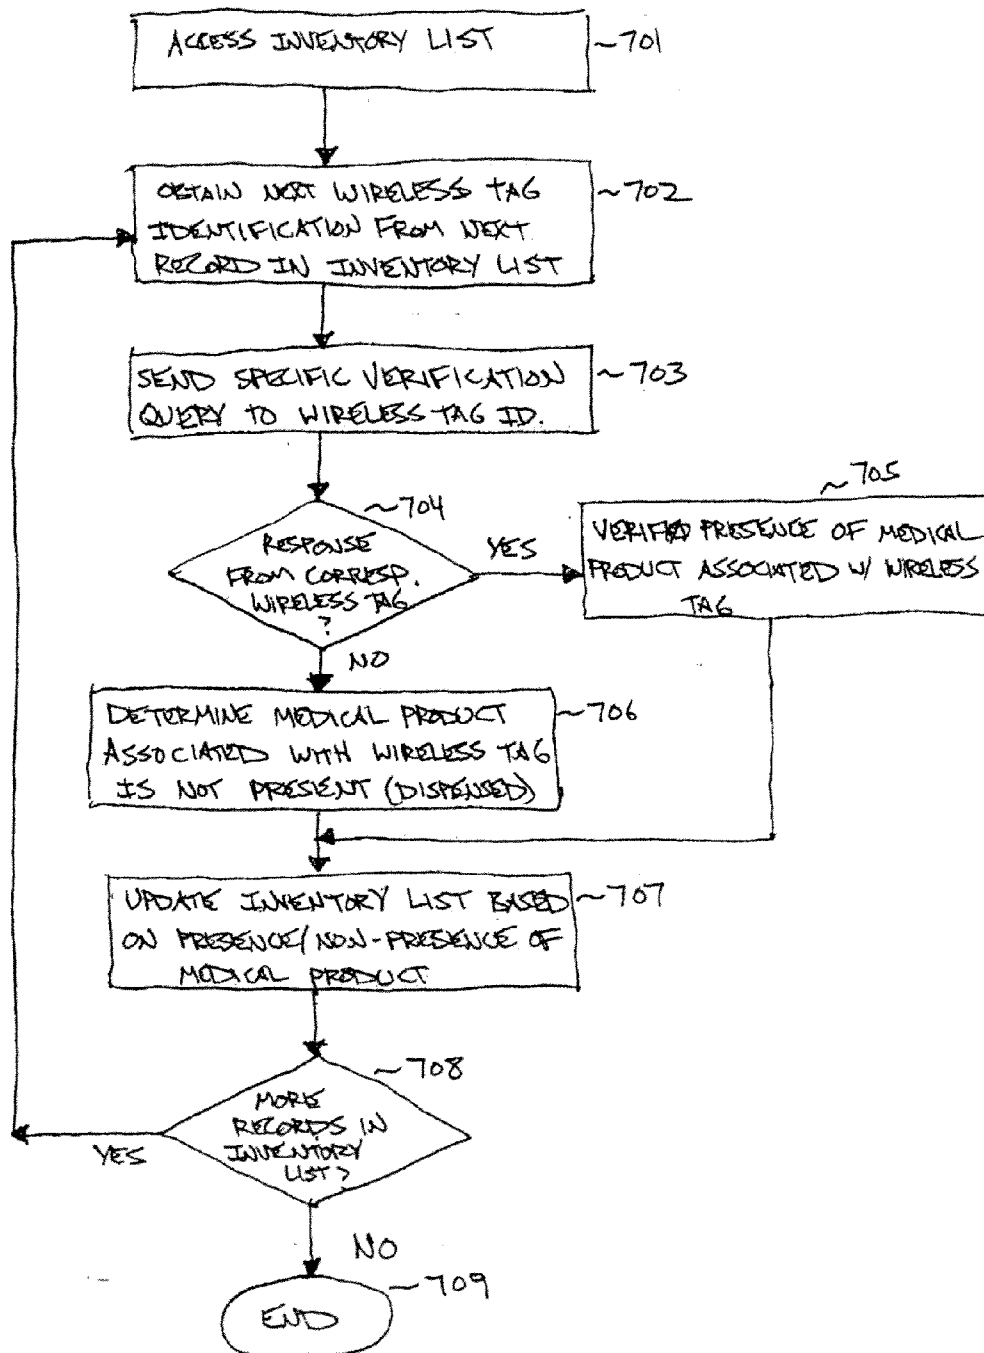 ACCESS INVENTORY LIST
~701
OBTAIN NEXT WIRELESS TAG
IDENTIFICATION FROM NEXT
RECORD IN INVENTORY LIST
~702
SEND SPECIFIC VERIFICATION
QUERY TO WIRELESS TAG ID.
~703
~704
RESPONSE
FROM CORRESP.
WIRELESS TAG
?
YES
NO
~705
VERIFIED PRESENCE OF MEDICAL
PRODUCT ASSOCIATED W/ WIRELESS
TAG
DETERMINE MEDICAL PRODUCT
ASSOCIATED WITH WIRELESS TAG
IS NOT PRESENT (DISPENSED)
~706
UPDATE INVENTORY LIST BASED
ON PRESENCE/NON-PRESENCE OF
MEDICAL PRODUCT
~707
~708
MORE
RECORDS IN
INVENTORY
LIST?
YES
NO
~709
END